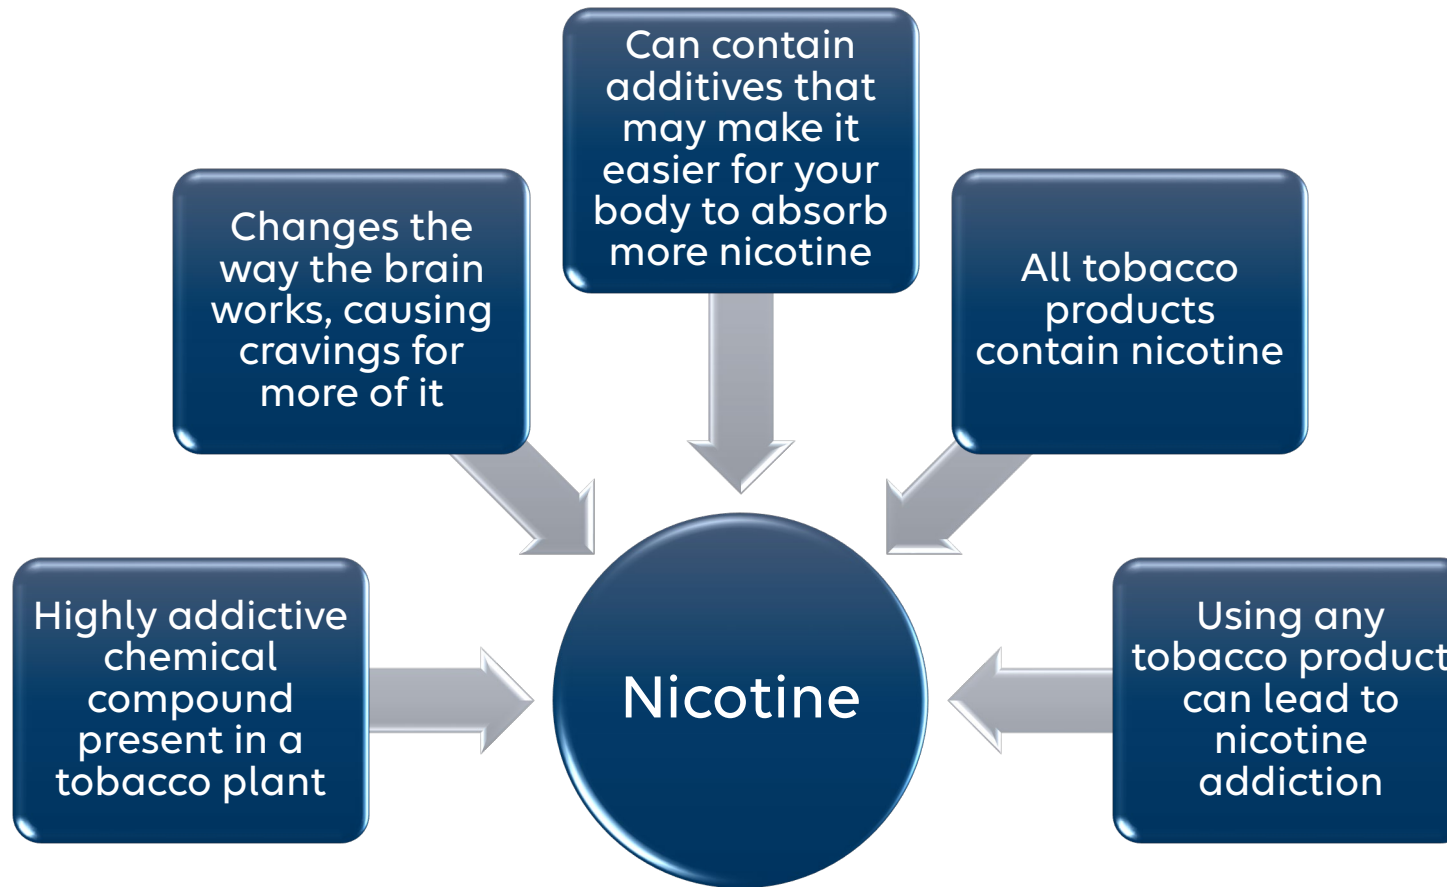 Can contain
additives that
may make it
easier for your
body to absorb
more nicotine
Changes the
way the brain
works, causing
cravings for
more of it
All tobacco
products
contain nicotine
Highly addictive
chemical
compound
present in a
tobacco plant
Nicotine
Using any
tobacco product
can lead to
nicotine
addiction